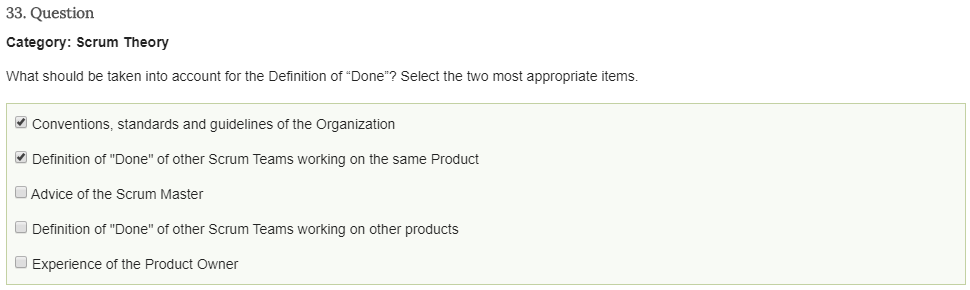 33. Question
Category: Scrum Theory
What should be taken into account for the Definition of “Done”? Select the two most appropriate items.
Conventions, standards and guidelines of the Organization
Definition of "Done" of other Scrum Teams working on the same Product
Advice of the Scrum Master
Definition of "Done" of other Scrum Teams working on other products
Experience of the Product Owner